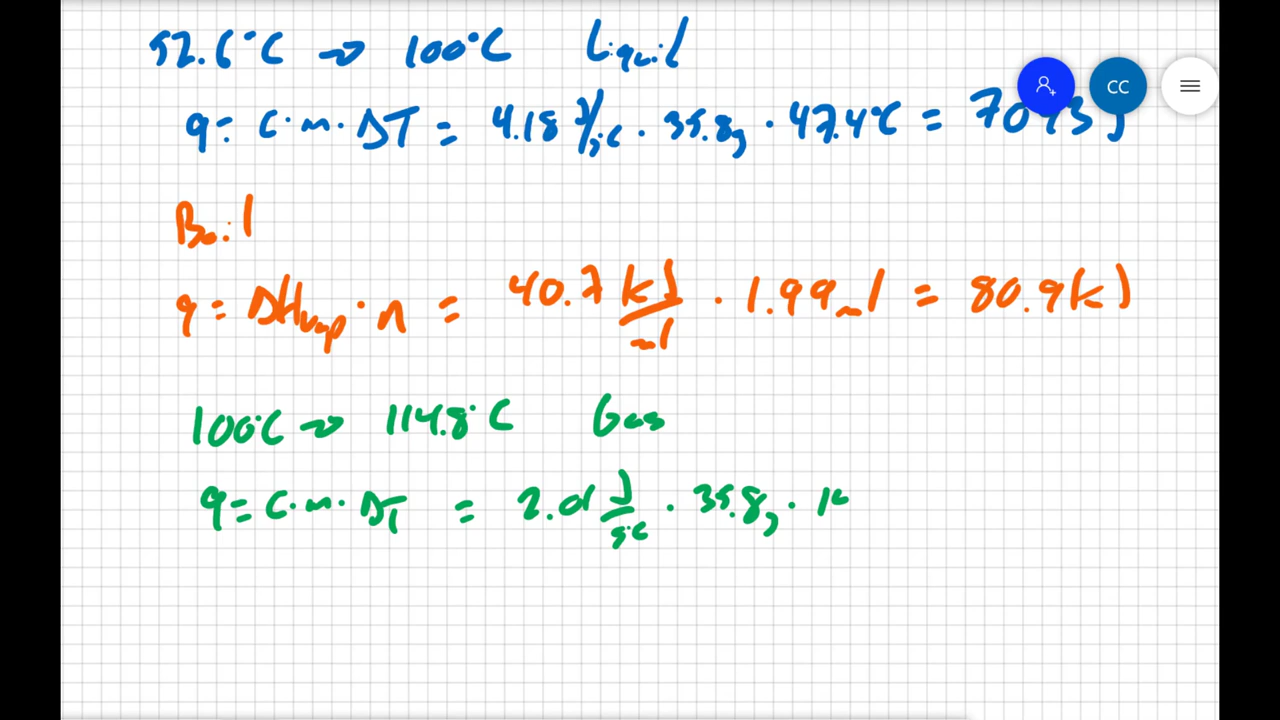 52.6°C → 100°C Liquid
q = C·m·ΔT = 4.18 J/g°C · 35.8g · 47.4°C = 7093 J
CC
Boil
q = ΔHvap · n = 40.7 kJ/mol · 1.99 mol = 80.9 kJ
100°C → 114.8°C Gas
q = C·m·ΔT = 2.01 J/g°C · 35.8g ·